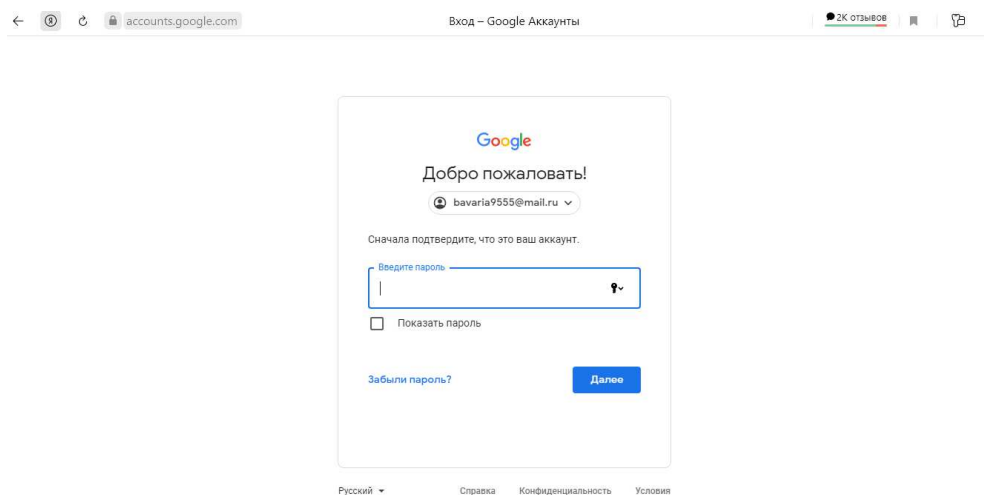 accounts.google.com
Вход – Google Аккаунты
2К отзывов
Google
Добро пожаловать!
bavaria9555@mail.ru
Сначала подтвердите, что это ваш аккаунт.
Введите пароль
Показать пароль
Забыли пароль?
Далее
Русский
Справка
Конфиденциальность
Условия